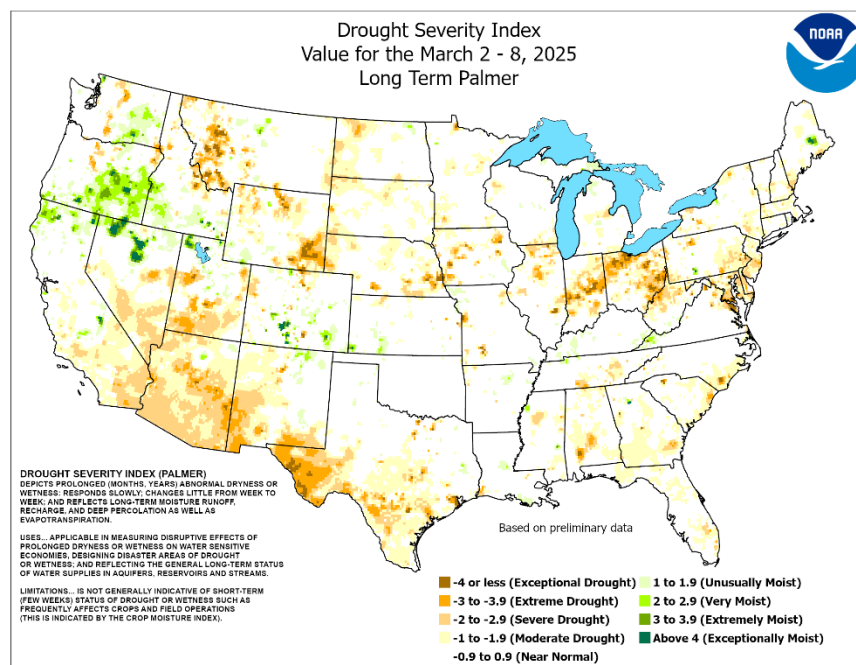 Drought Severity Index
Value for the March 2 - 8, 2025
Long Term Palmer
NOAA
DROUGHT SEVERITY INDEX (PALMER)
DEPICTS PROLONGED (MONTHS, YEARS) ABNORMAL DRYNESS OR
WETNESS: RESPONDS SLOWLY; CHANGES LITTLE FROM WEEK TO
WEEK; AND REFLECTS LONG-TERM MOISTURE RUNOFF,
RECHARGE, AND DEEP PERCOLATION AS WELL AS
EVAPOTRANSPIRATION.
USES... APPLICABLE IN MEASURING DISRUPTIVE EFFECTS OF
PROLONGED DRYNESS OR WETNESS ON WATER SENSITIVE
ECONOMIES, DESIGNING DISASTER AREAS OF DROUGHT
OR WETNESS; AND REFLECTING THE GENERAL LONG-TERM STATUS
OF WATER SUPPLIES IN AQUIFERS, RESERVOIRS AND STREAMS.
LIMITATIONS... IS NOT GENERALLY INDICATIVE OF SHORT-TERM
(FEW WEEKS) STATUS OF DROUGHT OR WETNESS SUCH AS
FREQUENTLY AFFECTS CROPS AND FIELD OPERATIONS
(THIS IS INDICATED BY THE CROP MOISTURE INDEX).
Based on preliminary data
-4 or less (Exceptional Drought)
-3 to -3.9 (Extreme Drought)
-2 to -2.9 (Severe Drought)
-1 to -1.9 (Moderate Drought)
-0.9 to 0.9 (Near Normal)
1 to 1.9 (Unusually Moist)
2 to 2.9 (Very Moist)
3 to 3.9 (Extremely Moist)
Above 4 (Exceptionally Moist)